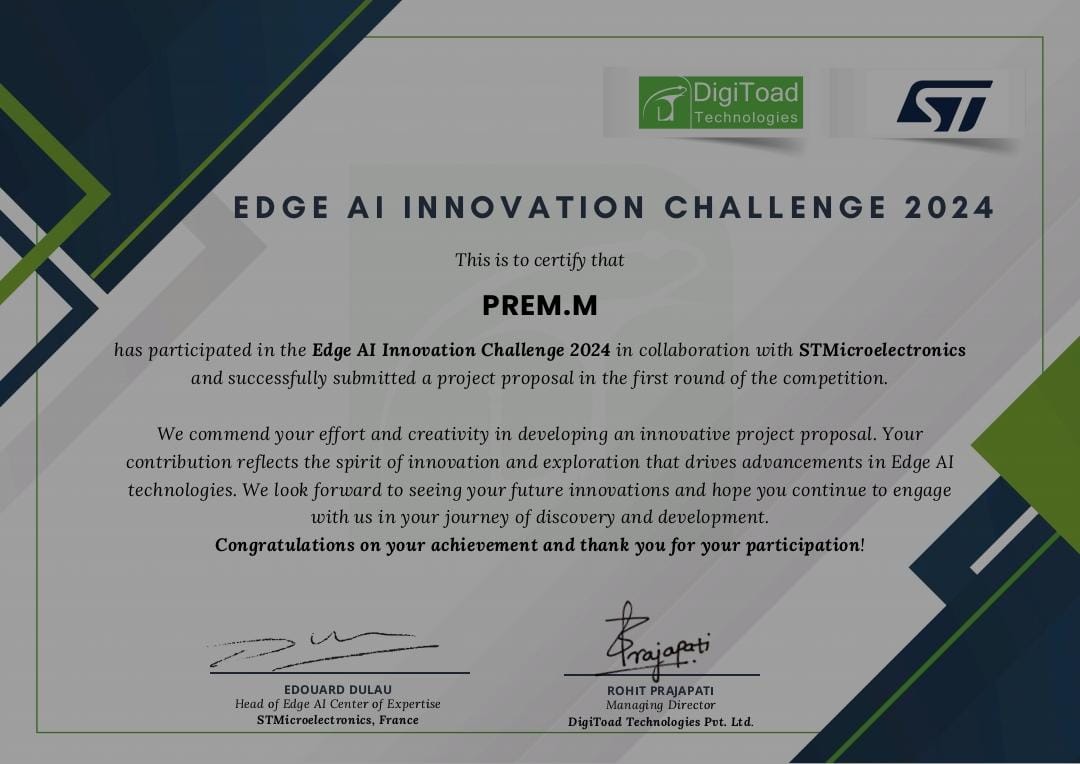 DigiToad
Technologies
ST
EDGE AI INNOVATION CHALLENGE 2024
This is to certify that
PREM.M
has participated in the Edge AI Innovation Challenge 2024 in collaboration with STMicroelectronics
and successfully submitted a project proposal in the first round of the competition.
We commend your effort and creativity in developing an innovative project proposal. Your
contribution reflects the spirit of innovation and exploration that drives advancements in Edge AI
technologies. We look forward to seeing your future innovations and hope you continue to engage
with us in your journey of discovery and development.
Congratulations on your achievement and thank you for your participation!
Prajapati
EDOUARD DULAU
Head of Edge AI Center of Expertise
STMicroelectronics, France
ROHIT PRAJAPATI
Managing Director
DigiToad Technologies Pvt. Ltd.